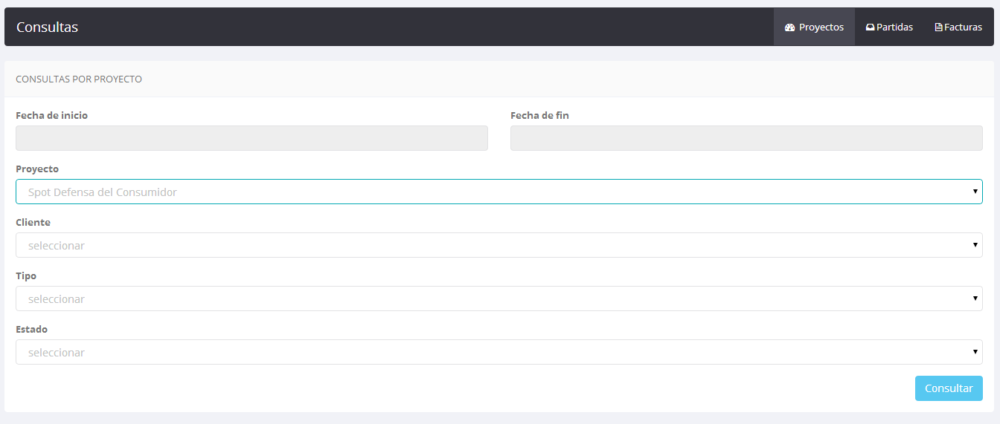 Consultas
Proyectos
Partidas
Facturas
CONSULTAS POR PROYECTO
Fecha de inicio
Fecha de fin
Proyecto
Spot Defensa del Consumidor
Cliente
seleccionar
Tipo
seleccionar
Estado
seleccionar
Consultar